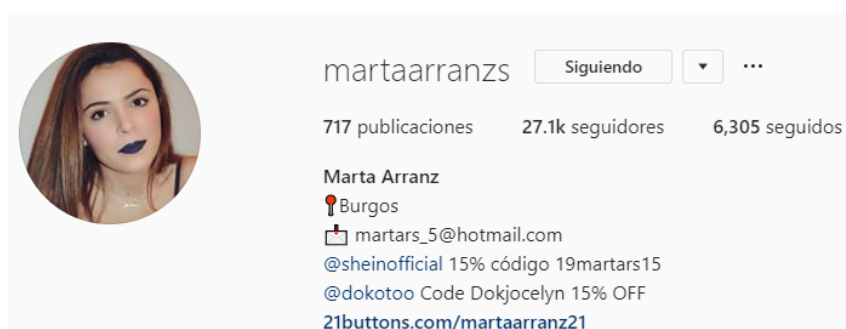 martaarranzs Siguiendo
717 publicaciones 27.1k seguidores 6,305 seguidos
Marta Arranz
Burgos
martars_5@hotmail.com
@sheinofficial 15% código 19martars15
@dokotoo Code Dokjocelyn 15% OFF
21buttons.com/martaarranz21